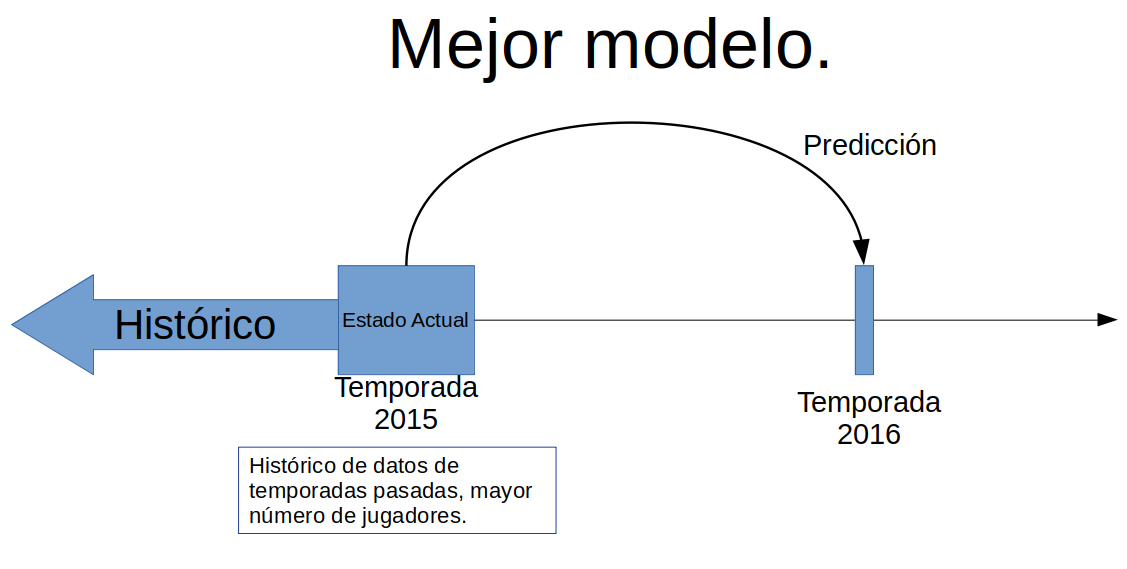 Mejor modelo.
Predicción
Histórico
Estado Actual
Temporada
2015
Temporada
2016
Histórico de datos de
temporadas pasadas, mayor
número de jugadores.